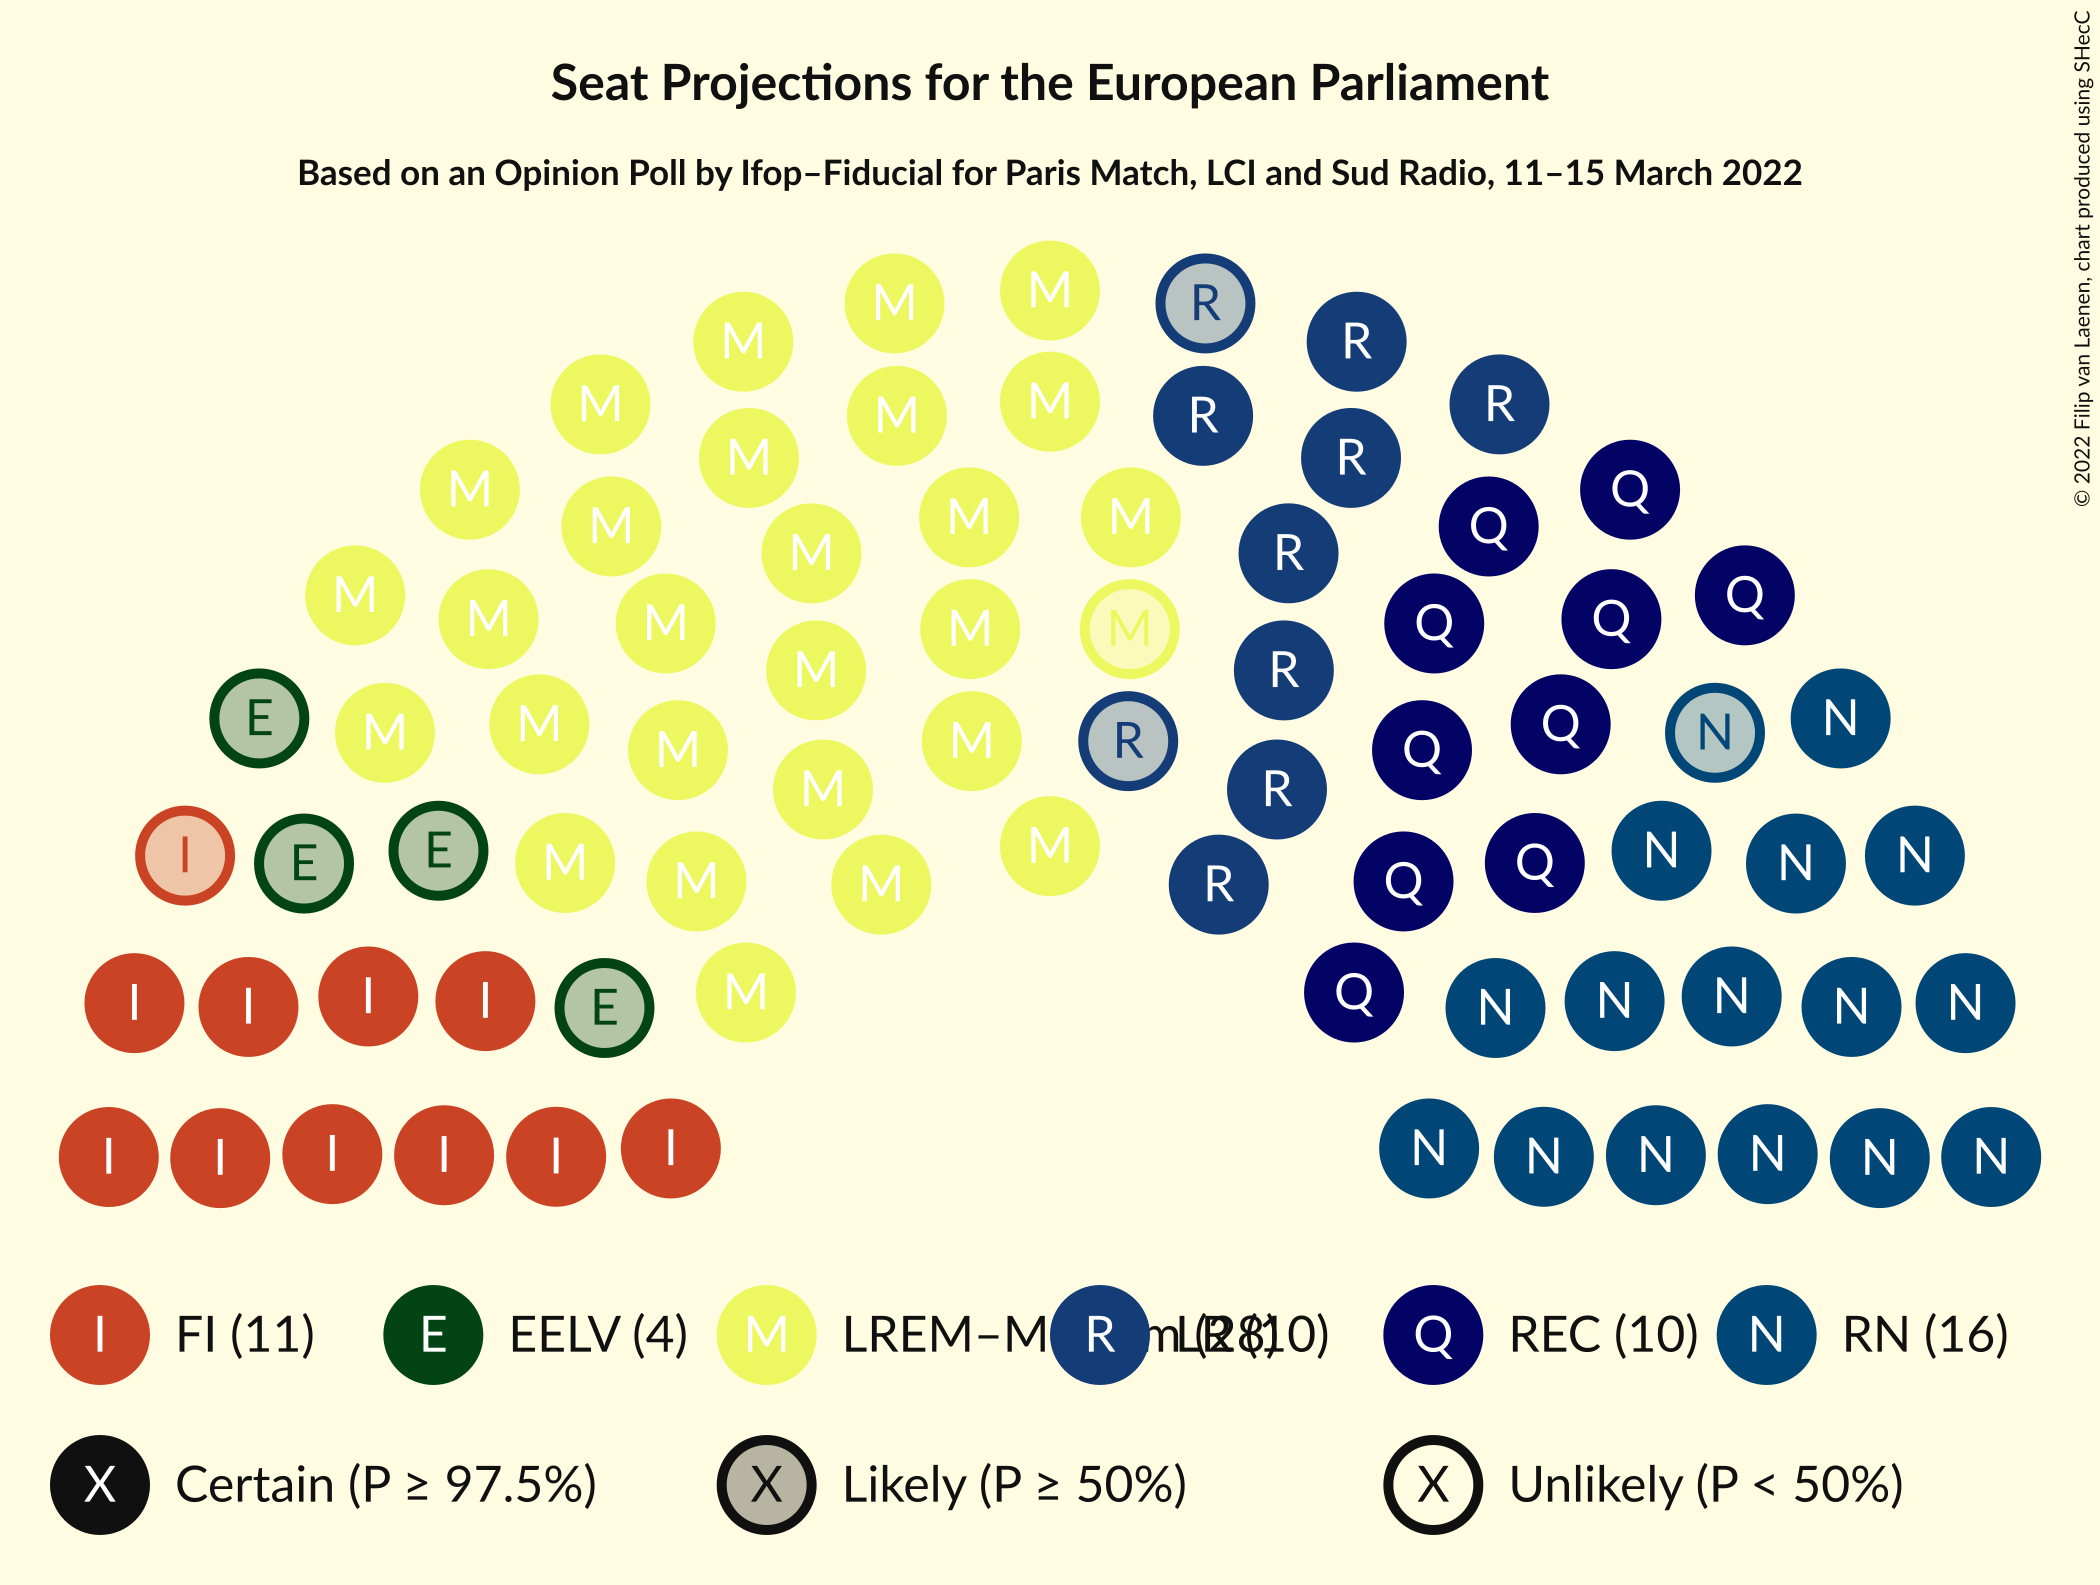 Seat Projections for the European Parliament
Based on an Opinion Poll by Ifop–Fiducial for Paris Match, LCI and Sud Radio, 11–15 March 2022
© 2022 Filip van Laenen, chart produced using SHecC
M M M R R
M M M M R R R
M M M M M R Q Q
M M M M M R Q Q Q
E M M M M M R R Q Q N N
I E E M M M M R Q Q N N N
I I I I E M Q N N N N N
I I I I I I N N N N N N
I FI (11) E EELV (4) M LREM–M R LR (10) Q REC (10) N RN (16)
X Certain (P ≥ 97.5%) X Likely (P ≥ 50%) X Unlikely (P < 50%)